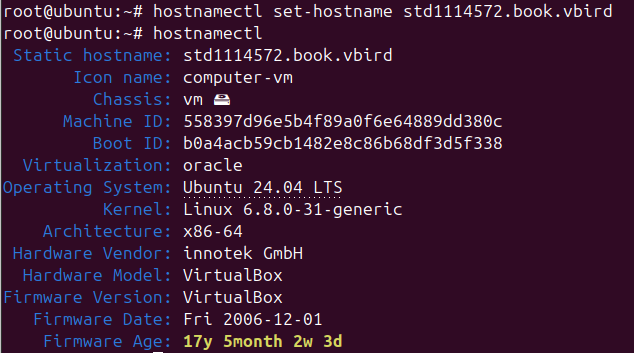 root@ubuntu:~# hostnamectl set-hostname std1114572.book.vbird
root@ubuntu:~# hostnamectl
Static hostname: std1114572.book.vbird
Icon name: computer-vm
Chassis: vm 🖴
Machine ID: 558397d96e5b4f89a0f6e64889dd380c
Boot ID: b0a4acb59cb1482e8c86b68df3d5f338
Virtualization: oracle
Operating System: Ubuntu 24.04 LTS
Kernel: Linux 6.8.0-31-generic
Architecture: x86-64
Hardware Vendor: innotek GmbH
Hardware Model: VirtualBox
Firmware Version: VirtualBox
Firmware Date: Fri 2006-12-01
Firmware Age: 17y 5month 2w 3d